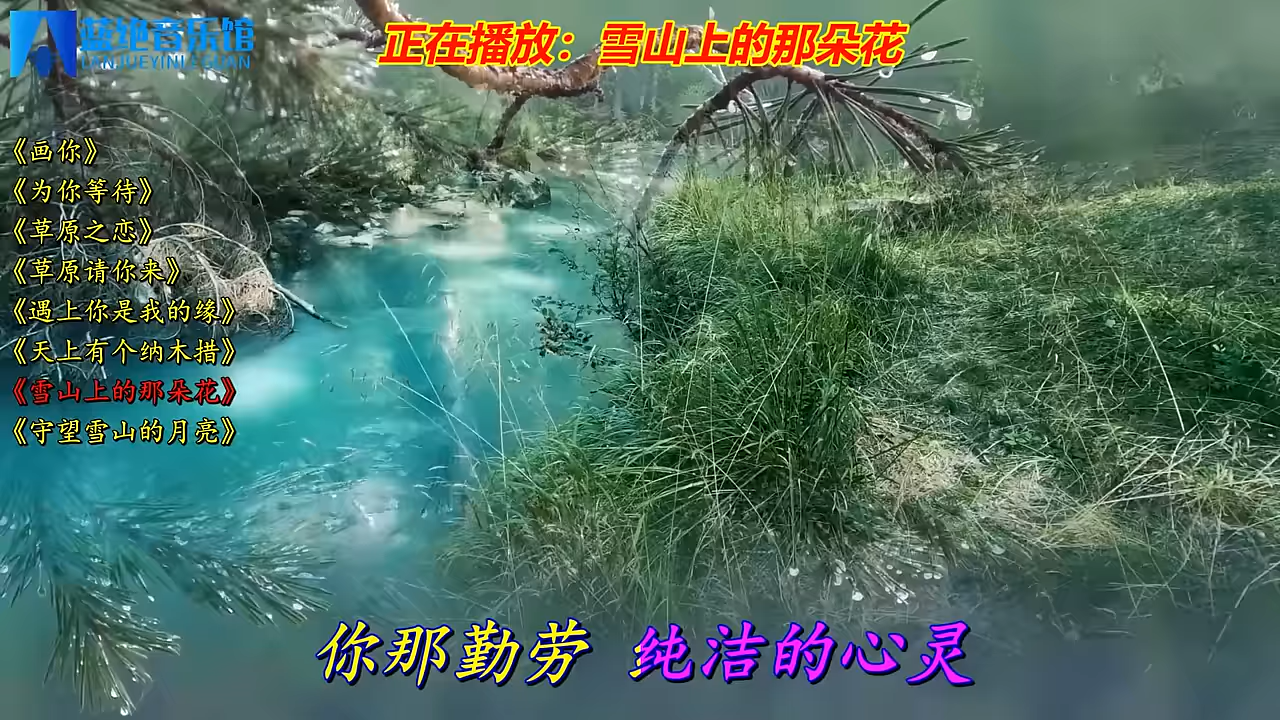 蓝绝音乐馆
LANJUEYINLEGUAN
正在播放：雪山上的那朵花
《画你》
《为你等待》
《草原之恋》
《草原请你来》
《遇上你是我的缘》
《天上有个纳木措》
《雪山上的那朵花》
《守望雪山的月亮》
你那勤劳 纯洁的心灵